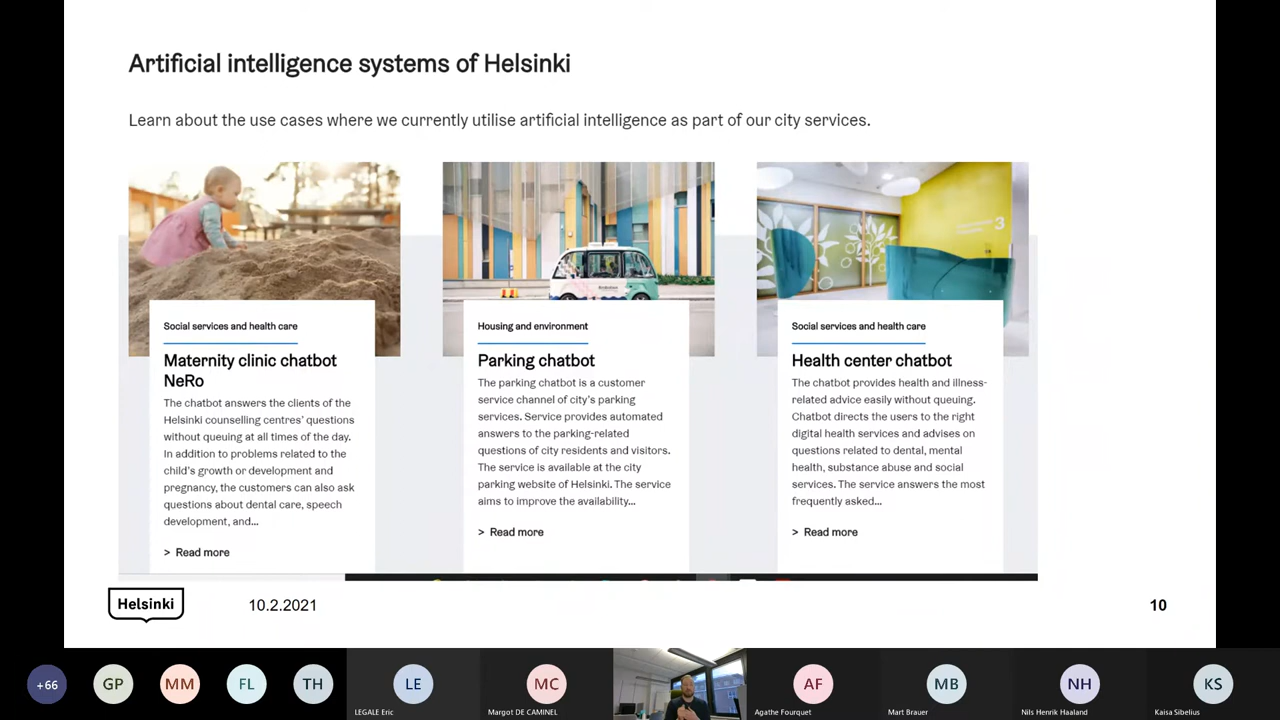 Artificial intelligence systems of Helsinki
Learn about the use cases where we currently utilise artificial intelligence as part of our city services.
Social services and health care
Maternity clinic chatbot
NeRo
The chatbot answers the clients of the
Helsinki counselling centres' questions
without queuing at all times of the day.
In addition to problems related to the
child's growth or development and
pregnancy, the customers can also ask
questions about dental care, speech
development, and...
> Read more
Housing and environment
Parking chatbot
The parking chatbot is a customer
service channel of city's parking
services. Service provides automated
answers to the parking-related
questions of city residents and visitors.
The service is available at the city
parking website of Helsinki. The service
aims to improve the availability...
> Read more
3
Social services and health care
Health center chatbot
The chatbot provides health and illness-
related advice easily without queuing.
Chatbot directs the users to the right
digital health services and advises on
questions related to dental, mental
health, substance abuse and social
services. The service answers the most
frequently asked...
> Read more
Helsinki
10.2.2021
10
+66
GP
MM
FL
TH
LE
LEGALE Eric
MC
Margot DE CAMINEL
AF
Agathe Fourquet
MB
Mart Brauer
NH
Nils Henrik Haaland
KS
Kaisa Sibelius